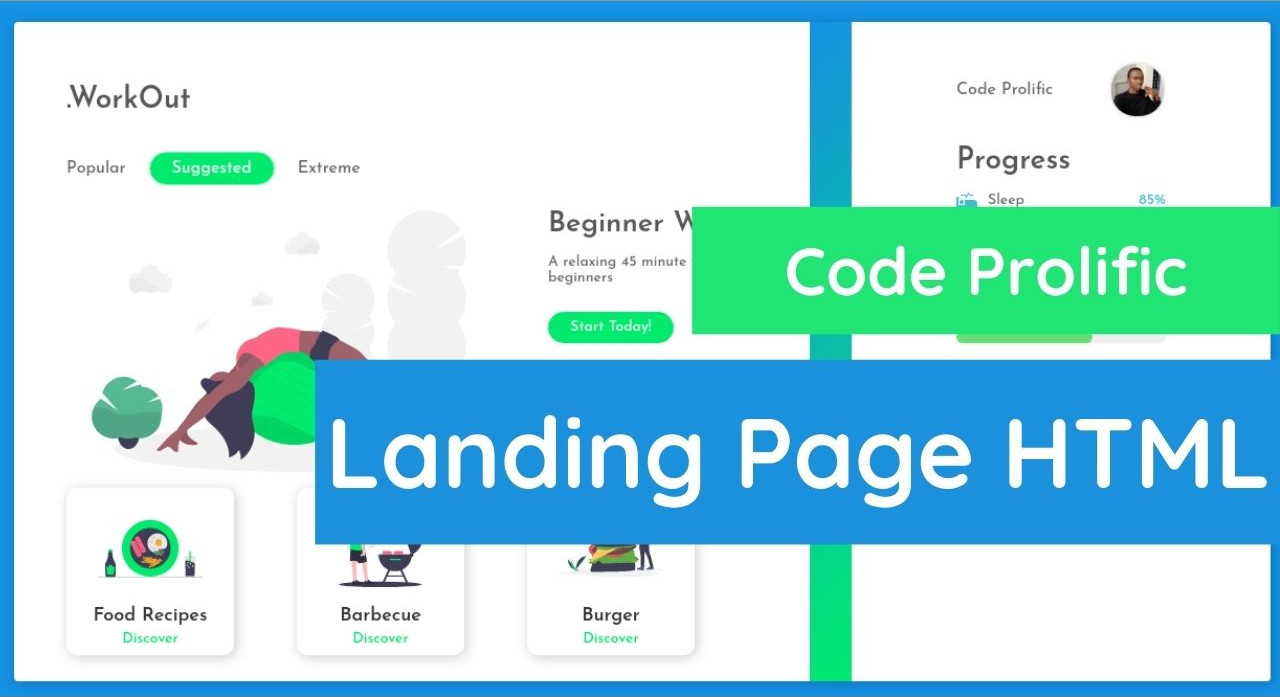 .WorkOut
Popular Suggested Extreme
Beginner
A relaxing 45 minute
beginners
Start Today!
Food Recipes
Discover
Barbecue
Discover
Burger
Discover
Code Prolific
Progress
Sleep 85%
Code Prolific
Landing Page HTML